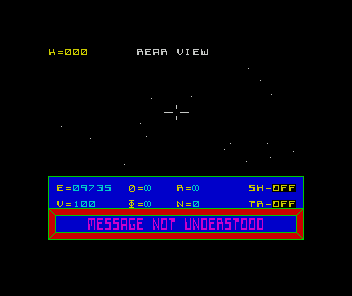 K=000 REAR VIEW
E=09735 θ=0 R=0 SH-OFF
V=100 Φ=0 N=0 TR-OFF
MESSAGE NOT UNDERSTOOD